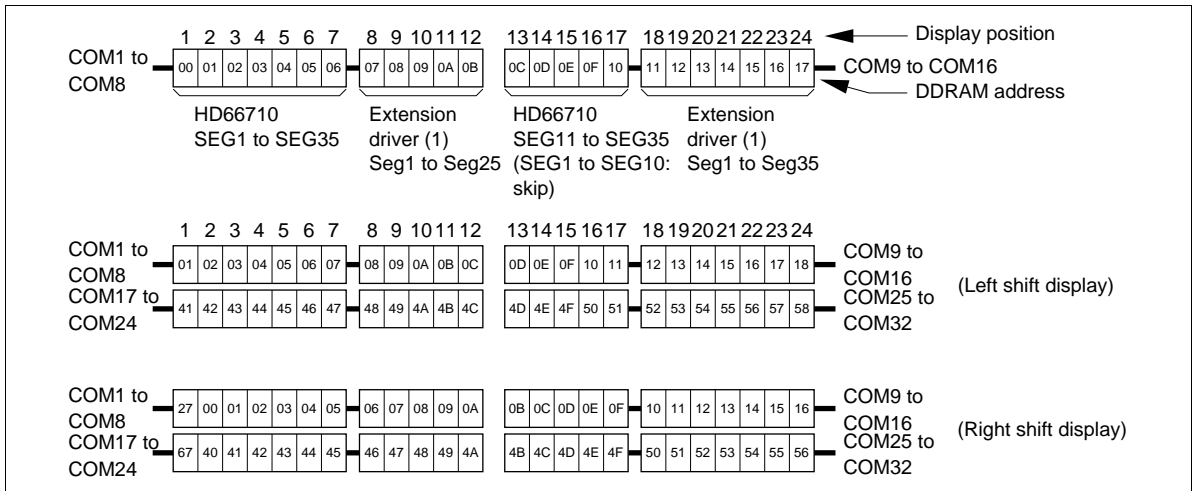 1 2 3 4 5 6 7 8 9 10 11 12 13 14 15 16 17 18 19 20 21 22 23 24 Display position
COM1 to
COM8
00 01 02 03 04 05 06 07 08 09 0A 0B 0C 0D 0E 0F 10 11 12 13 14 15 16 17 COM9 to COM16
DDRAM address
HD66710
SEG1 to SEG35
Extension
driver (1)
Seg1 to Seg25
HD66710
SEG11 to SEG35
(SEG1 to SEG10:
skip)
Extension
driver (1)
Seg1 to Seg35
1 2 3 4 5 6 7 8 9 10 11 12 13 14 15 16 17 18 19 20 21 22 23 24
COM1 to
COM8
01 02 03 04 05 06 07 08 09 0A 0B 0C 0D 0E 0F 10 11 12 13 14 15 16 17 18
COM9 to
COM16
COM17 to
COM24
41 42 43 44 45 46 47 48 49 4A 4B 4C 4D 4E 4F 50 51 52 53 54 55 56 57 58
COM25 to
COM32
(Left shift display)
COM1 to
COM8
27 00 01 02 03 04 05 06 07 08 09 0A 0B 0C 0D 0E 0F 10 11 12 13 14 15 16
COM9 to
COM16
COM17 to
COM24
67 40 41 42 43 44 45 46 47 48 49 4A 4B 4C 4D 4E 4F 50 51 52 53 54 55 56
COM25 to
COM32
(Right shift display)